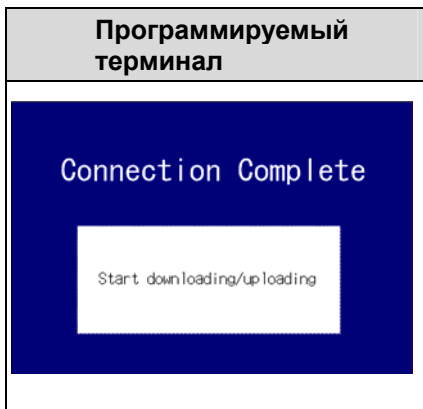 Программируемый
терминал
Connection Complete
Start downloading/uploading